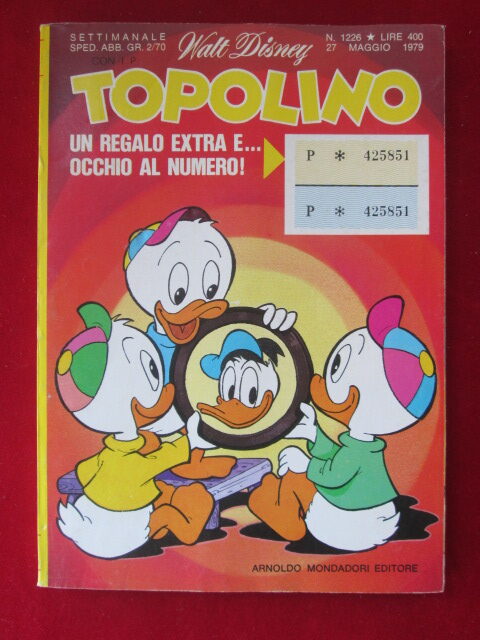 SETTIMANALE
SPED. ABB. GR. 2/70
CON I.P.
Walt Disney
N. 1226 ★ LIRE 400
27 MAGGIO 1979
TOPOLINO
UN REGALO EXTRA E...
OCCHIO AL NUMERO!
P * 425851
P * 425851
ARNOLDO MONDADORI EDITORE